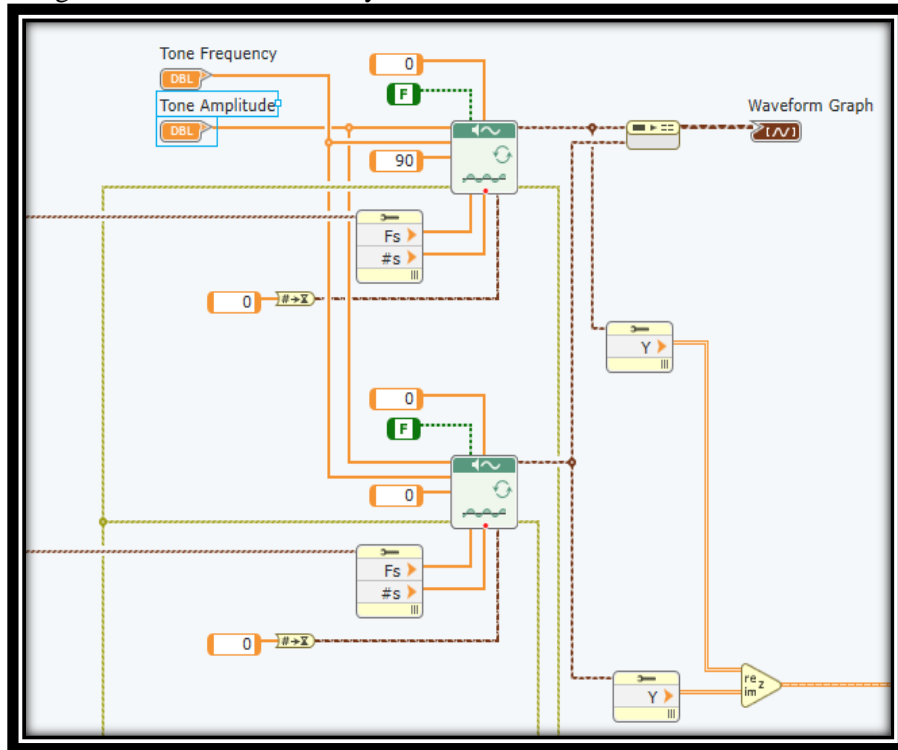 Tone Frequency
0
DBL
F
Tone Amplitude
Waveform Graph
DBL
90
Fs
#s
0
#→⧖
Y
0
F
0
Fs
#s
0
#→⧖
Y
re
im
z